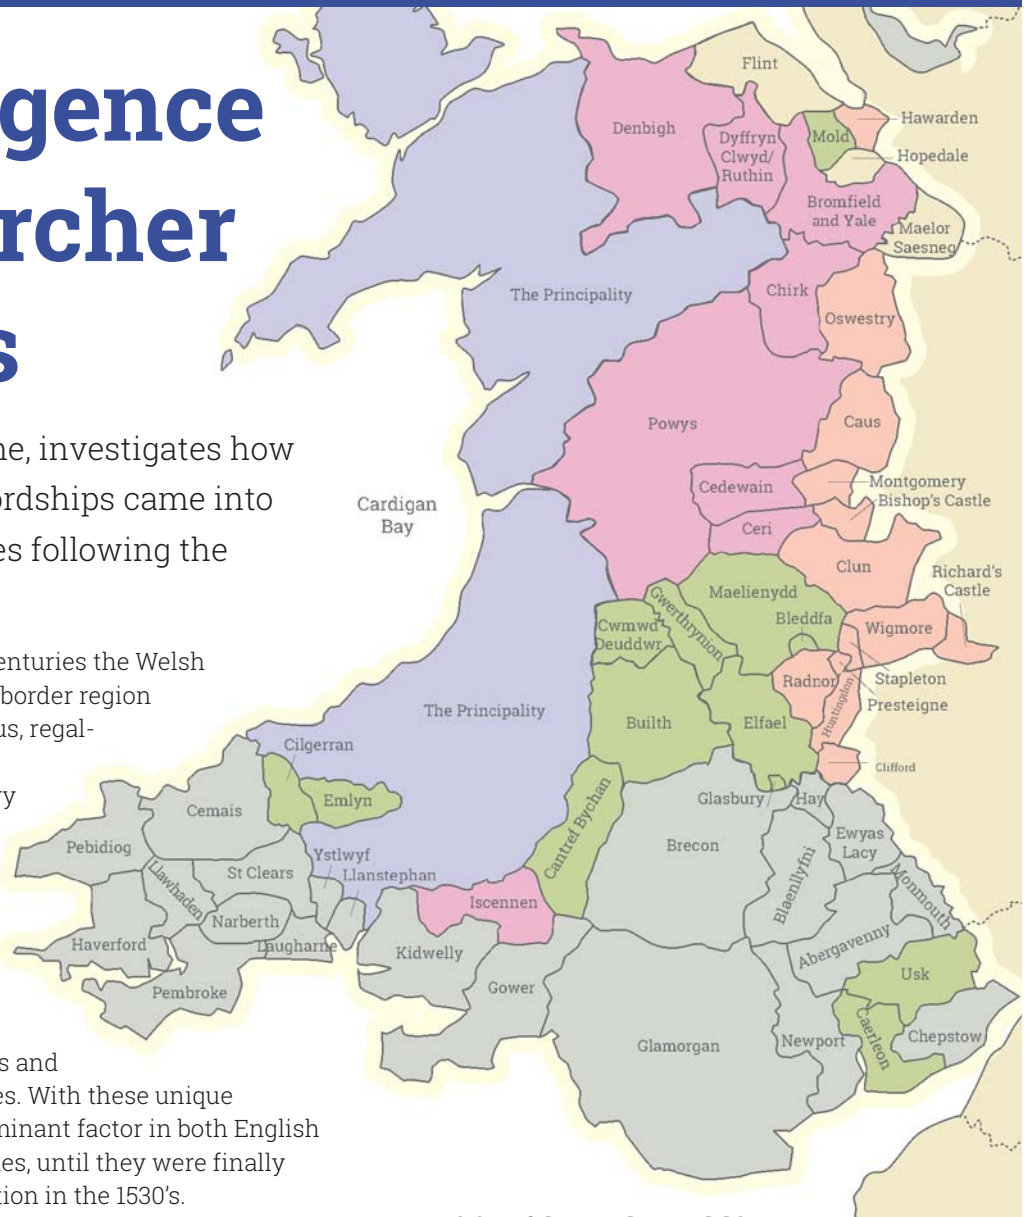 gence
rcher
s
ne, investigates how
ordships came into
es following the
enturies the Welsh
border region
us, regal-
ry
s and
es. With these unique
minant factor in both English
ies, until they were finally
tion in the 1530's.
Flint
Denbigh
Dyffryn
Clwyd/
Ruthin
Mold
Hawarden
Hopedale
Bromfield
and Yale
Maelor
Saesneg
The Principality
Chirk
Oswestry
Powys
Caus
Cardigan
Bay
Cedewain
Montgomery
Bishop's Castle
Ceri
Clun
Richard's
Castle
Maelienydd
Gwerthrynion
Bleddfa
Cwmwd
Deuddwr
Wigmore
Radnor
Stapleton
Huntingdon
Presteigne
The Principality
Builth
Elfael
Cilgerran
Clifford
Emlyn
Cemais
Glasbury
Hay
Cantref Bychan
Pebidiog
Ystlwyf
Brecon
Ewyas
Lacy
St Clears
Llanstephan
Llawhaden
Blaenllyfni
Monmouth
Iscennen
Narberth
Haverford
Laugharne
Kidwelly
Abergavenny
Usk
Pembroke
Gower
Caerleon
Glamorgan
Newport
Chepstow